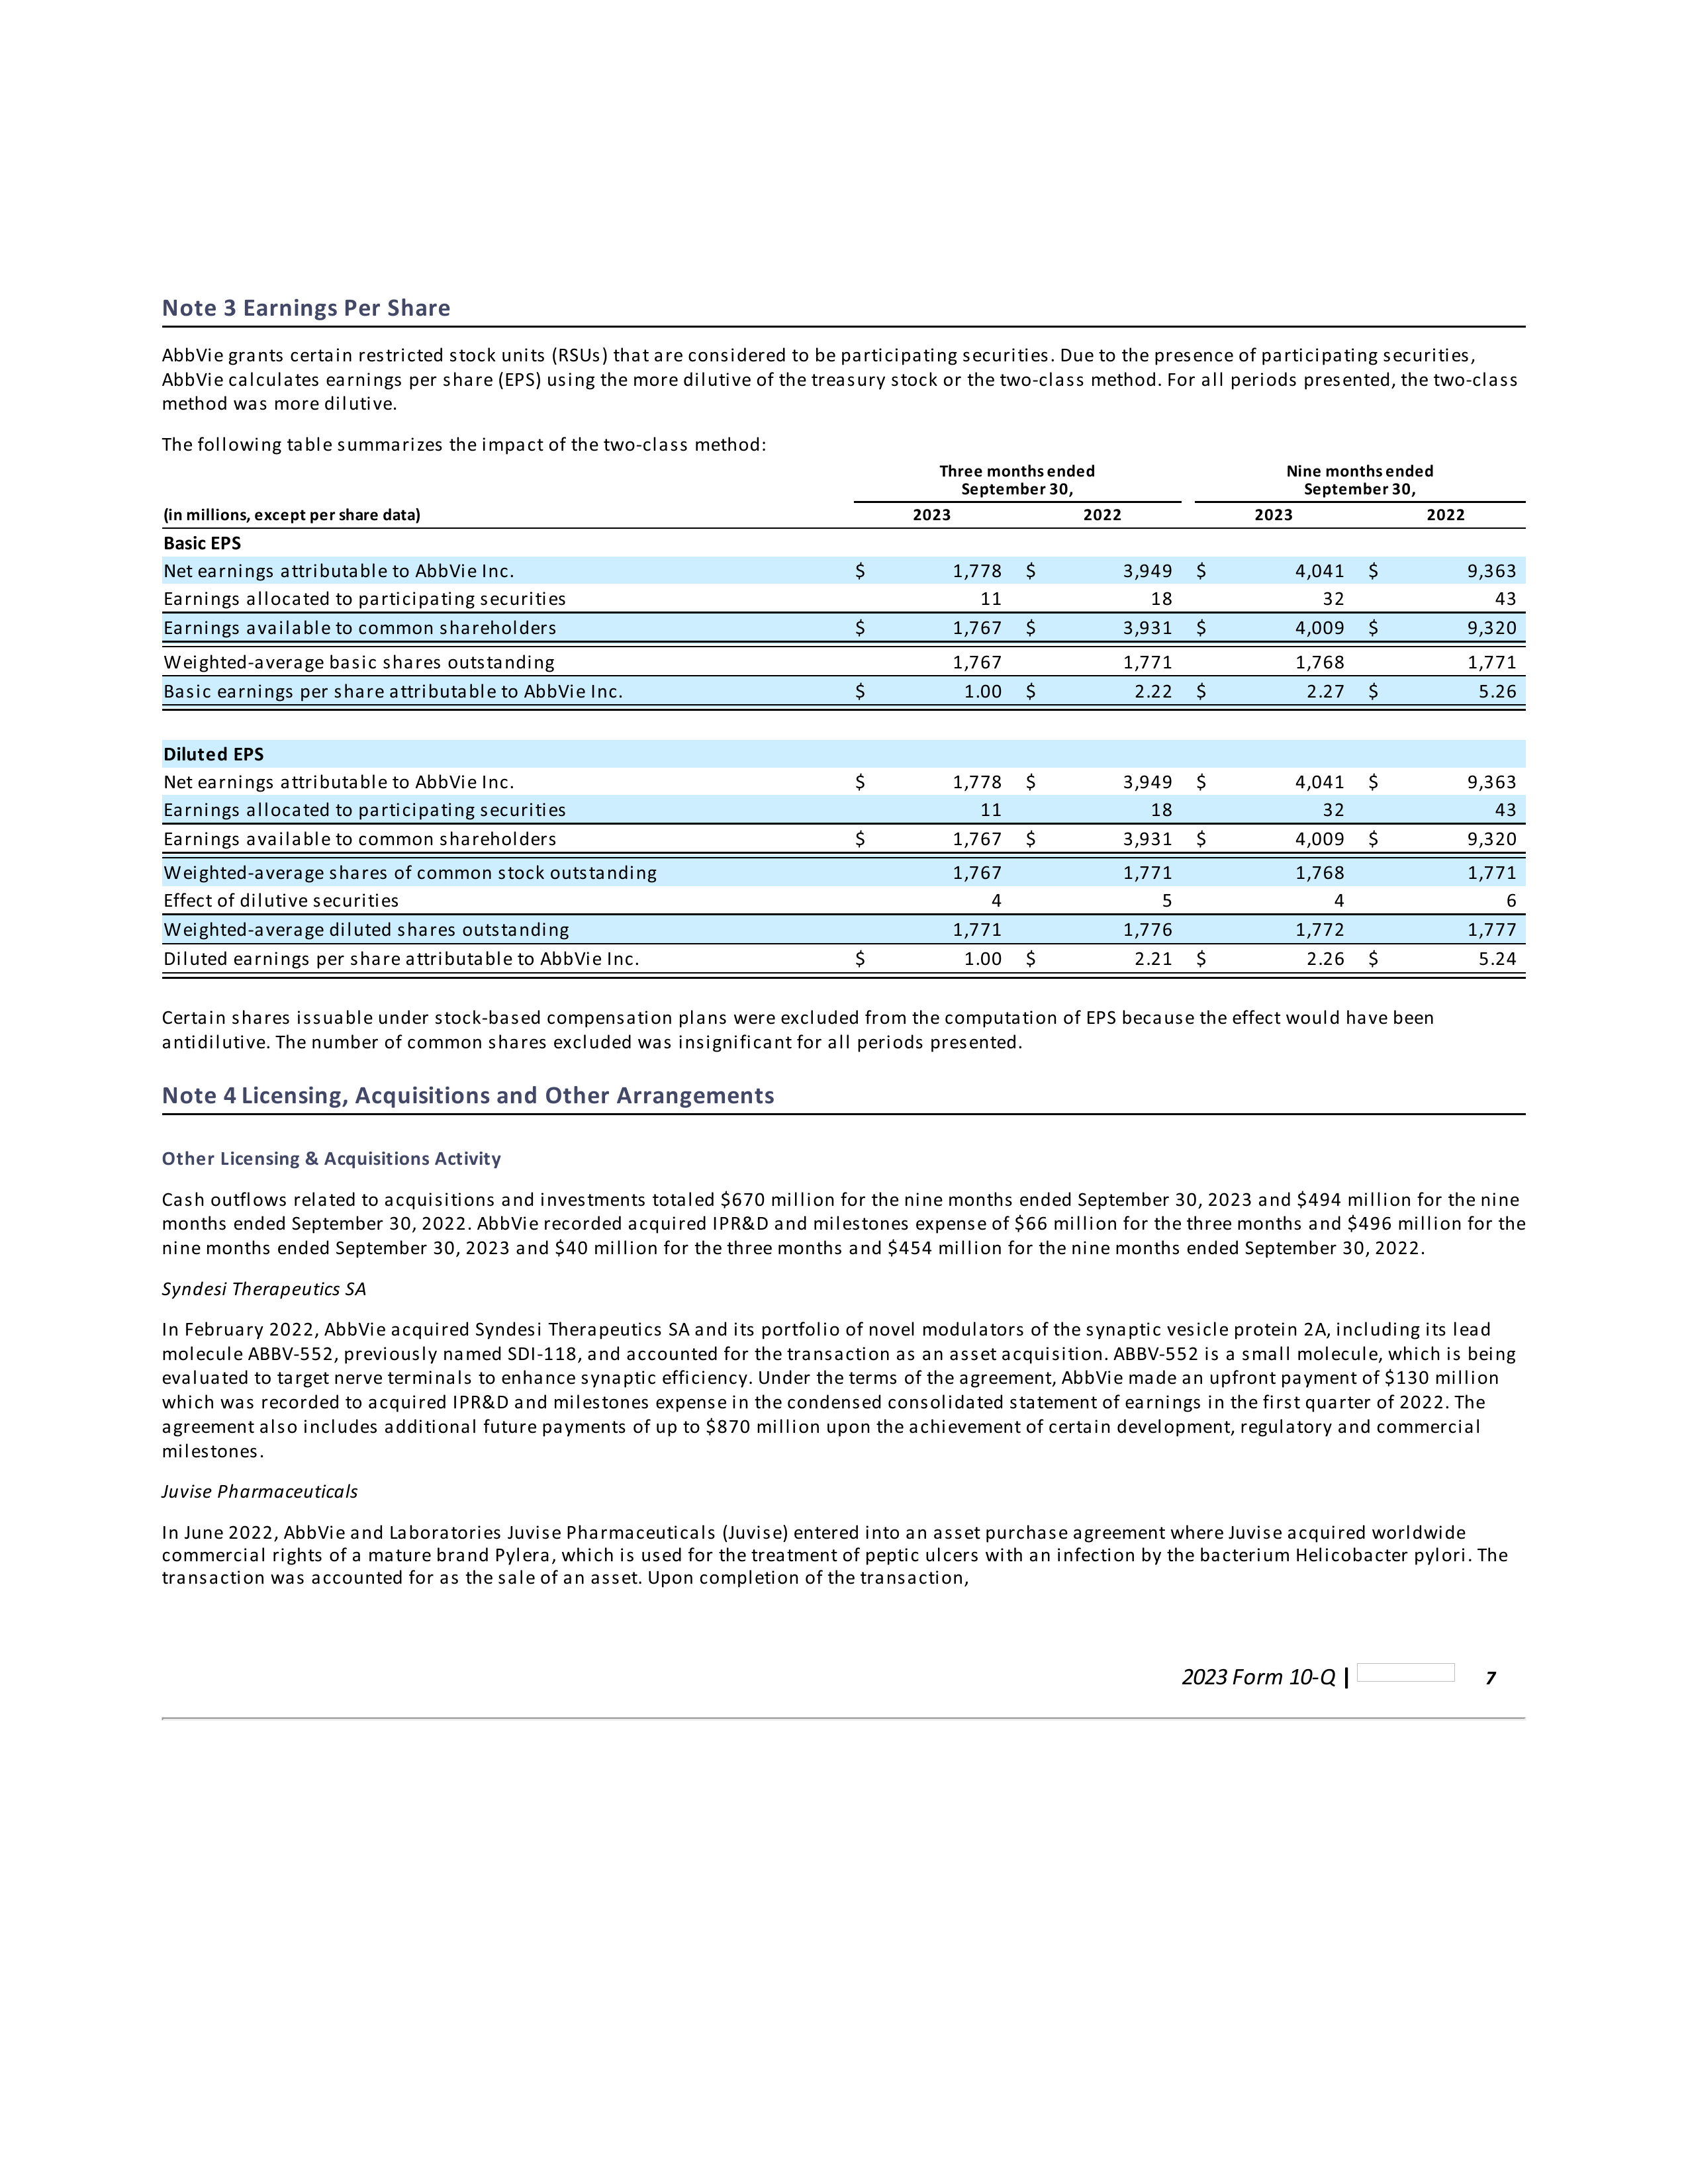 Note 3 Earnings Per Share
AbbVie grants certain restricted stock units (RSUs) that are considered to be participating securities. Due to the presence of participating securities,
AbbVie calculates earnings per share (EPS) using the more dilutive of the treasury stock or the two-class method. For all periods presented, the two-class
method was more dilutive.
The following table summarizes the impact of the two-class method:
Three months ended Nine months ended
September 30, September 30,
(in millions, except per share data) 2023 2022 2023 2022
Basic EPS
Net earnings attributable to AbbVie Inc. $ 1,778 $ 3,949 $ 4,041 $ 9,363
Earnings allocated to participating securities 11 18 32 43
Earnings available to common shareholders $ 1,767 $ 3,931 $ 4,009 $ 9,320
Weighted-average basic shares outstanding 1,767 1,771 1,768 1,771
Basic earnings per share attributable to AbbVie Inc. $ 1.00 $ 2.22 $ 2.27 $ 5.26
Diluted EPS
Net earnings attributable to AbbVie Inc. $ 1,778 $ 3,949 $ 4,041 $ 9,363
Earnings allocated to participating securities 11 18 32 43
Earnings available to common shareholders $ 1,767 $ 3,931 $ 4,009 $ 9,320
Weighted-average shares of common stock outstanding 1,767 1,771 1,768 1,771
Effect of dilutive securities 4 5 4 6
Weighted-average diluted shares outstanding 1,771 1,776 1,772 1,777
Diluted earnings per share attributable to AbbVie Inc. $ 1.00 $ 2.21 $ 2.26 $ 5.24
Certain shares issuable under stock-based compensation plans were excluded from the computation of EPS because the effect would have been
antidilutive. The number of common shares excluded was insignificant for all periods presented.
Note 4 Licensing, Acquisitions and Other Arrangements
Other Licensing & Acquisitions Activity
Cash outflows related to acquisitions and investments totaled $670 million for the nine months ended September 30, 2023 and $494 million for the nine
months ended September 30, 2022. AbbVie recorded acquired IPR&D and milestones expense of $66 million for the three months and $496 million for the
nine months ended September 30, 2023 and $40 million for the three months and $454 million for the nine months ended September 30, 2022.
Syndesi Therapeutics SA
In February 2022, AbbVie acquired Syndesi Therapeutics SA and its portfolio of novel modulators of the synaptic vesicle protein 2A, including its lead
molecule ABBV-552, previously named SDI-118, and accounted for the transaction as an asset acquisition. ABBV-552 is a small molecule, which is being
evaluated to target nerve terminals to enhance synaptic efficiency. Under the terms of the agreement, AbbVie made an upfront payment of $130 million
which was recorded to acquired IPR&D and milestones expense in the condensed consolidated statement of earnings in the first quarter of 2022. The
agreement also includes additional future payments of up to $870 million upon the achievement of certain development, regulatory and commercial
milestones.
Juvise Pharmaceuticals
In June 2022, AbbVie and Laboratories Juvise Pharmaceuticals (Juvise) entered into an asset purchase agreement where Juvise acquired worldwide
commercial rights of a mature brand Pylera, which is used for the treatment of peptic ulcers with an infection by the bacterium Helicobacter pylori. The
transaction was accounted for as the sale of an asset. Upon completion of the transaction,
2023 Form 10-Q | 7